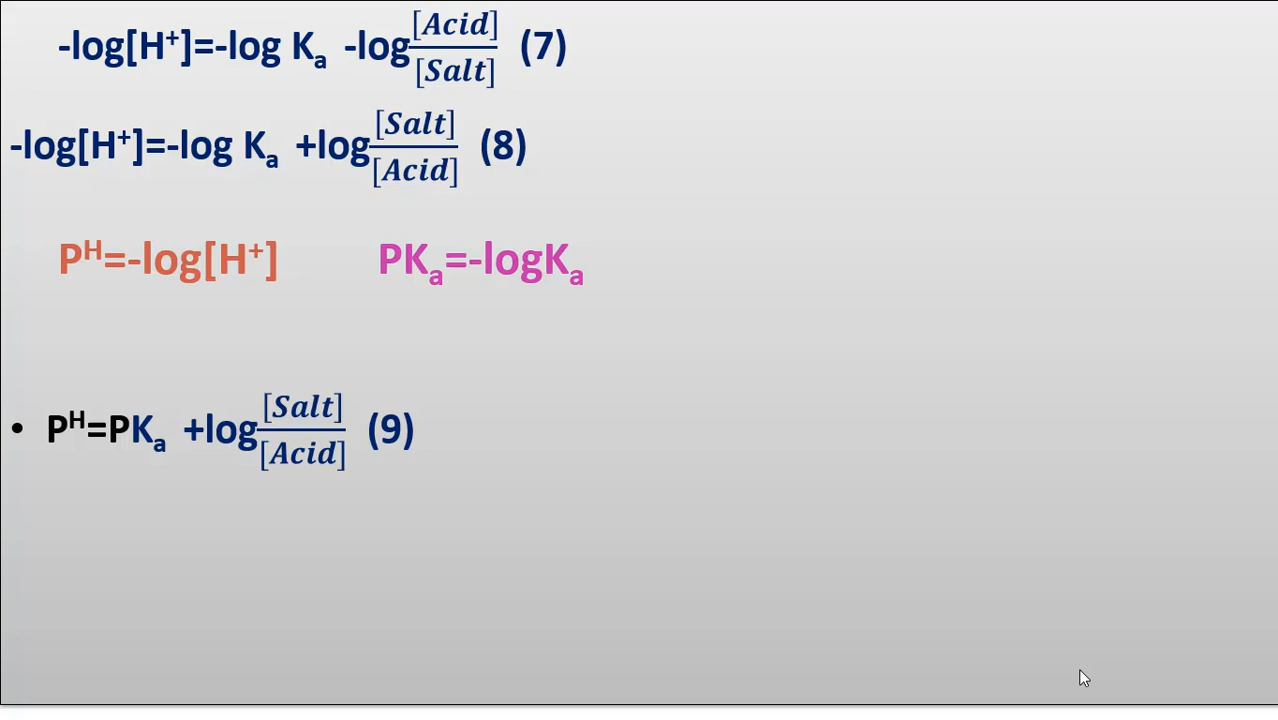 -log[H⁺]=-log Kₐ -log[Acid]/[Salt] (7)
-log[H⁺]=-log Kₐ +log[Salt]/[Acid] (8)
Pᴴ=-log[H⁺] PKₐ=-logKₐ
• Pᴴ=PKₐ +log[Salt]/[Acid] (9)